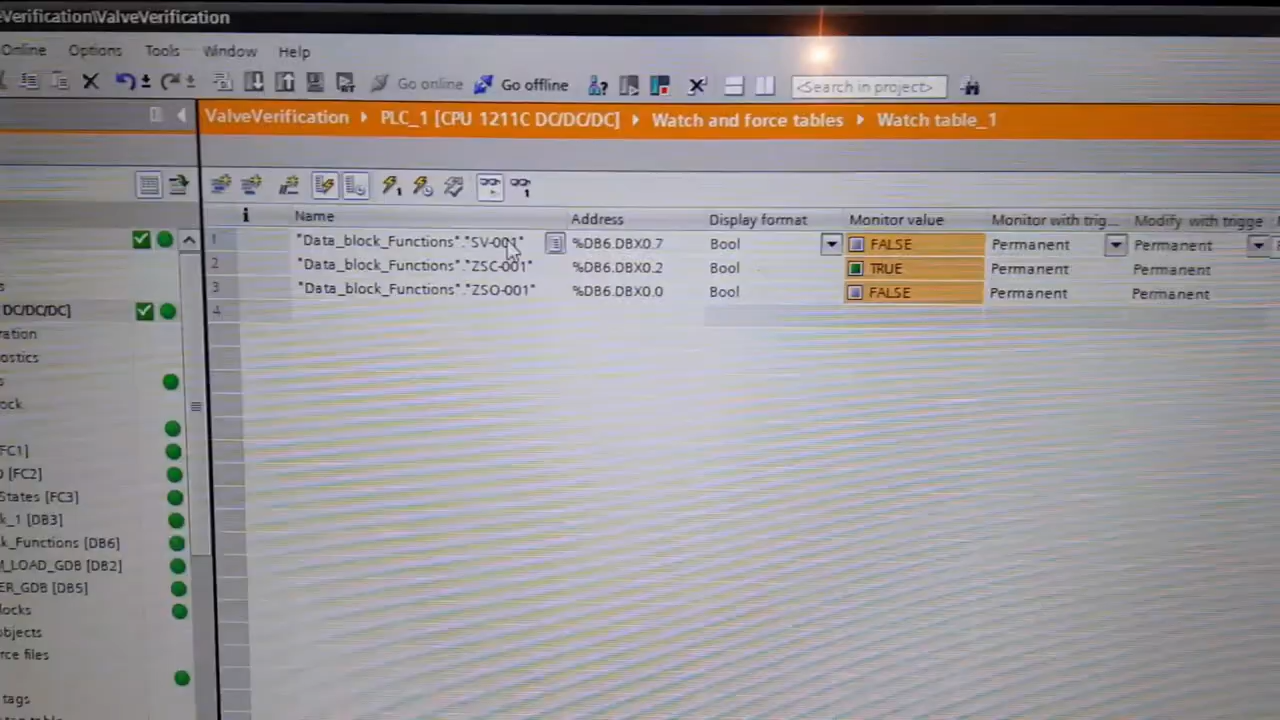 Verification\ValveVerification
Online Options Tools Window Help
Go online Go offline <Search in project>
ValveVerification PLC_1 [CPU 1211C DC/DC/DC] Watch and force tables Watch table_1
i Name Address Display format Monitor value Monitor with trig... Modify with trigge
1 "Data_block_Functions"."SV-001" %DB6.DBX0.7 Bool FALSE Permanent Permanent
2 "Data_block_Functions"."ZSC-001" %DB6.DBX0.2 Bool TRUE Permanent Permanent
3 "Data_block_Functions"."ZSO-001" %DB6.DBX0.0 Bool FALSE Permanent Permanent
4
s
DC/DC/DC]
ration
ostics
s
ock
FC1]
[FC2]
States [FC3]
k_1 [DB3]
k_Functions [DB6]
M_LOAD_GDB [DB2]
ER_GDB [DB5]
locks
objects
rce files
tags